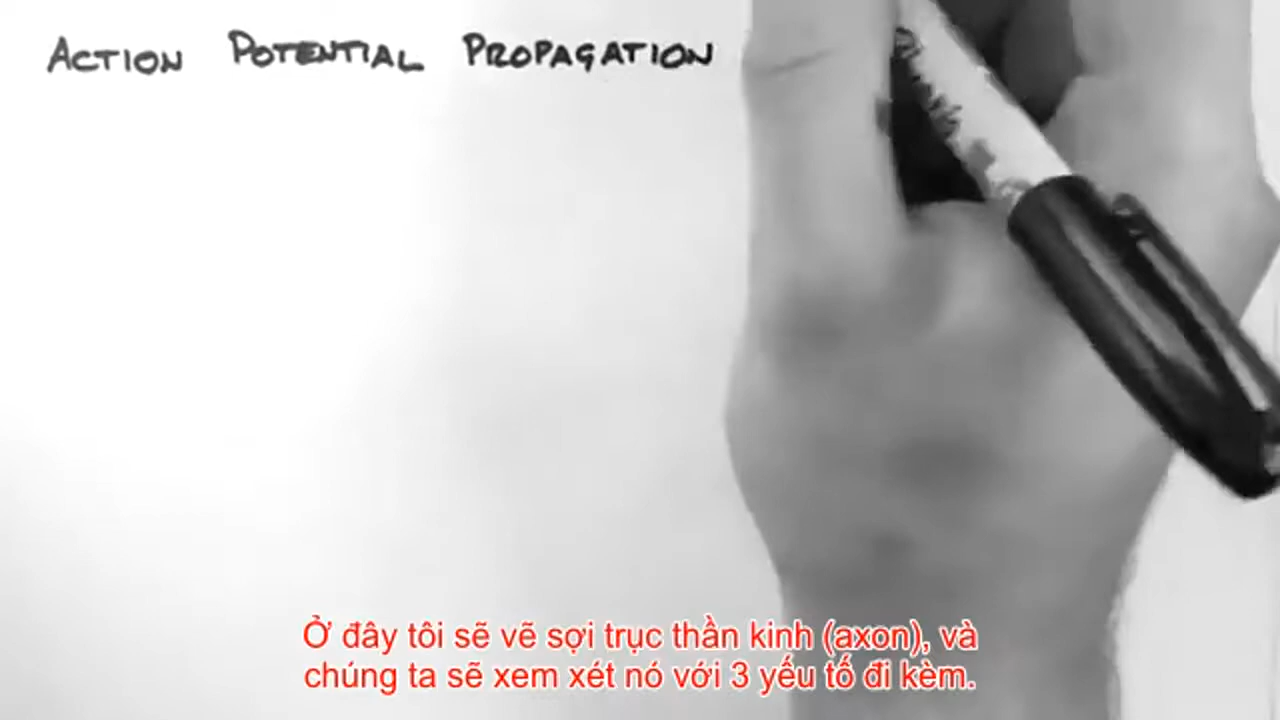 ACTION POTENTIAL PROPAGATION
Ở đây tôi sẽ vẽ sợi trục thần kinh (axon), và
chúng ta sẽ xem xét nó với 3 yếu tố đi kèm.